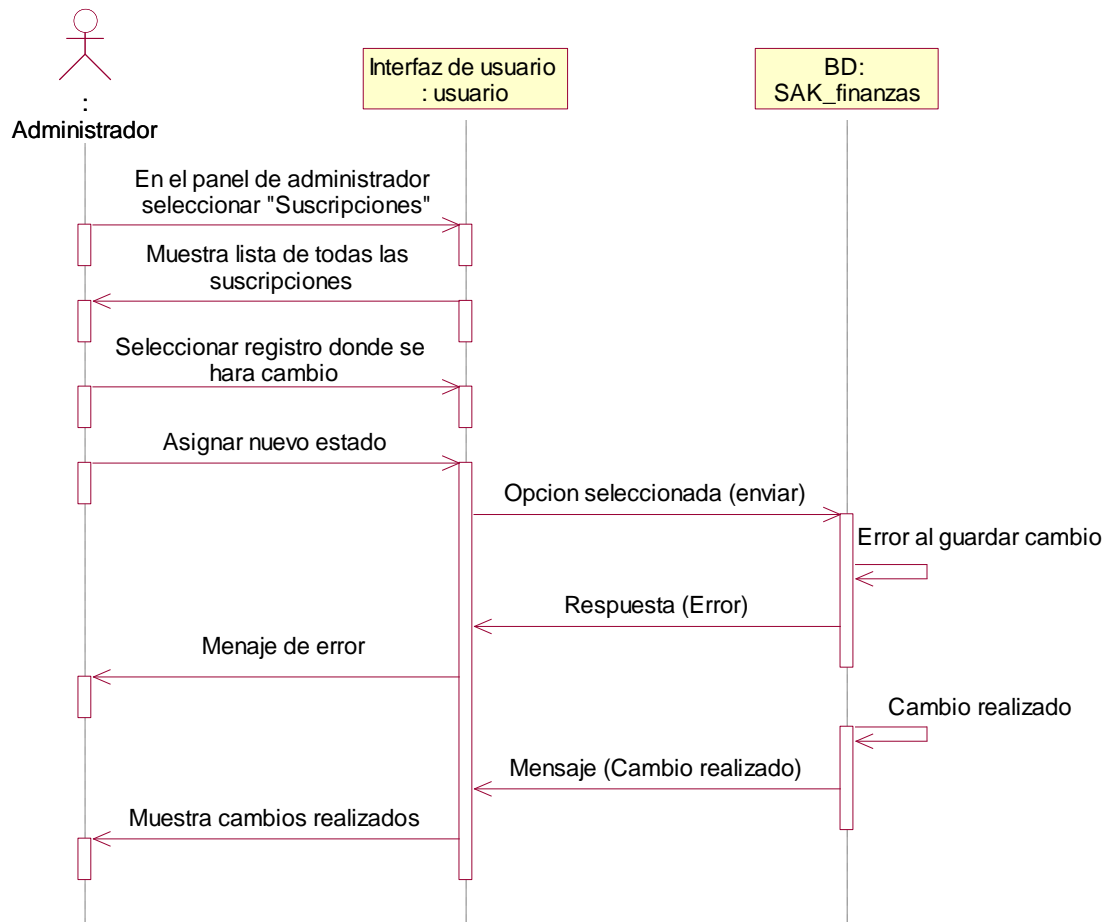 :
Administrador
Interfaz de usuario
: usuario
BD:
SAK_finanzas
En el panel de administrador
seleccionar "Suscripciones"
Muestra lista de todas las
suscripciones
Seleccionar registro donde se
hara cambio
Asignar nuevo estado
Opcion seleccionada (enviar)
Error al guardar cambio
Respuesta (Error)
Menaje de error
Cambio realizado
Mensaje (Cambio realizado)
Muestra cambios realizados